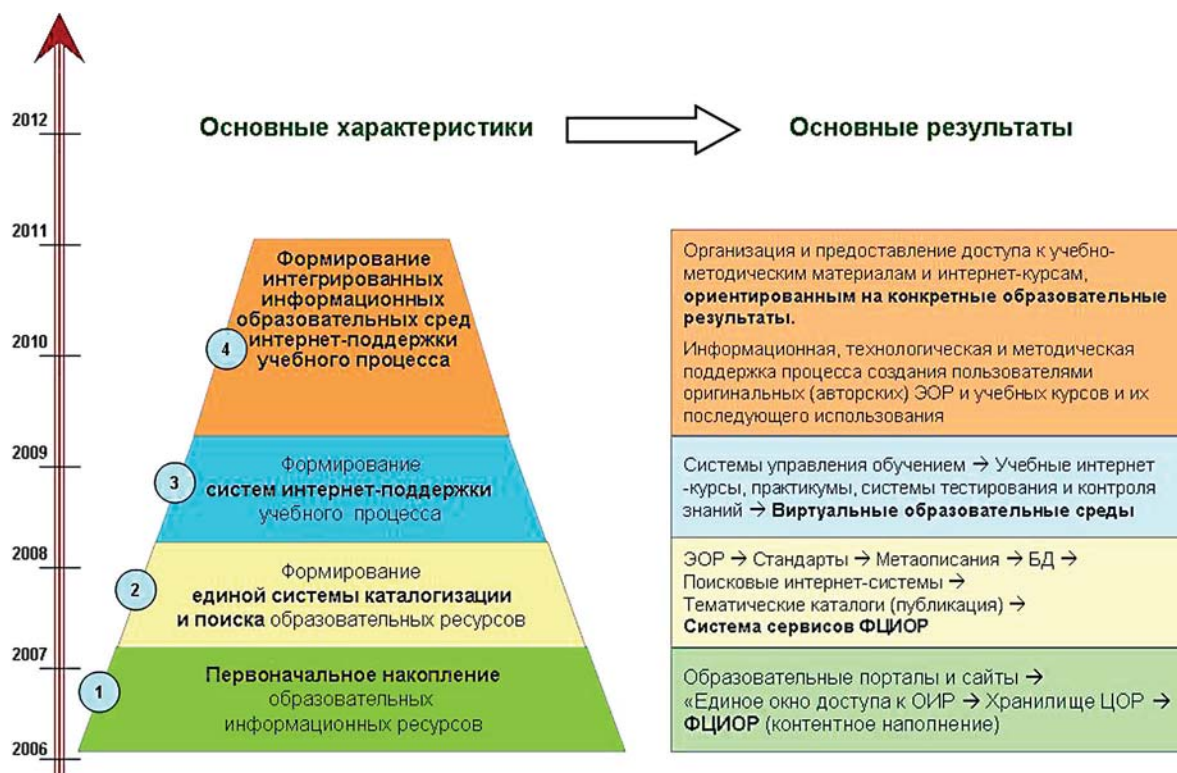 2012
Основные характеристики
Основные результаты
2011
2010
2009
2008
2007
2006
4
Формирование
интегрированных
информационных
образовательных сред
интернет-поддержки
учебного процесса
Организация и предоставление доступа к учебно-
методическим материалам и интернет-курсам,
ориентированным на конкретные образовательные
результаты.
Информационная, технологическая и методическая
поддержка процесса создания пользователями
оригинальных (авторских) ЭОР и учебных курсов и их
последующего использования
3
Формирование
систем интернет-поддержки
учебного процесса
Системы управления обучением → Учебные интернет
-курсы, практикумы, системы тестирования и контроля
знаний → Виртуальные образовательные среды
2
Формирование
единой системы каталогизации
и поиска образовательных ресурсов
ЭОР → Стандарты → Метаописания → БД →
Поисковые интернет-системы →
Тематические каталоги (публикация) →
Система сервисов ФЦИОР
1
Первоначальное накопление
образовательных
информационных ресурсов
Образовательные порталы и сайты →
«Единое окно доступа к ОИР → Хранилище ЦОР →
ФЦИОР (контентное наполнение)